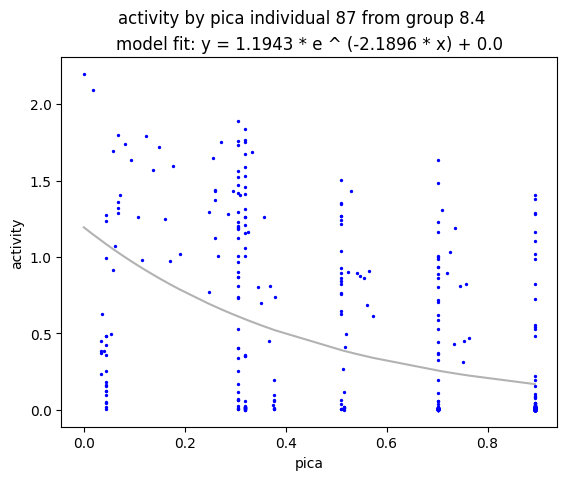 activity by pica individual 87 from group 8.4
model fit: y = 1.1943 * e ^ (-2.1896 * x) + 0.0
2.0
1.5
1.0
0.5
0.0
activity
0.0 0.2 0.4 0.6 0.8
pica